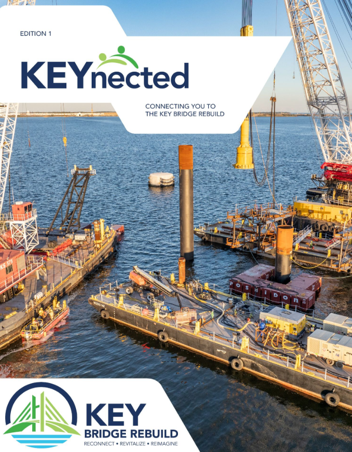 EDITION 1
KEYnected
CONNECTING YOU TO
THE KEY BRIDGE REBUILD
KEY
BRIDGE REBUILD
RECONNECT • REVITALIZE • REIMAGINE